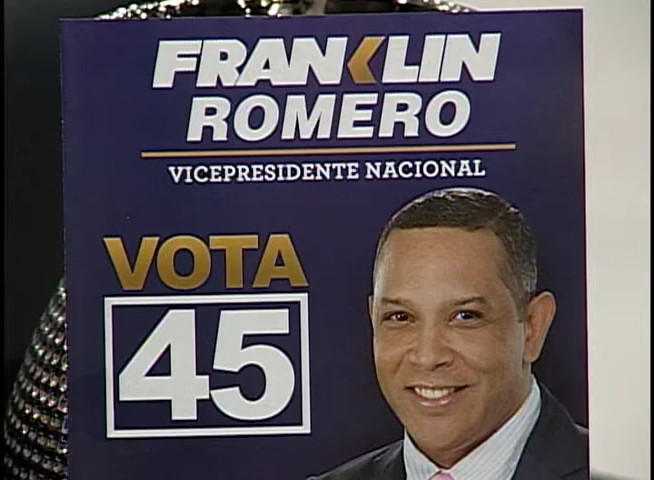 FRANKLIN
ROMERO
VICEPRESIDENTE NACIONAL
VOTA
45